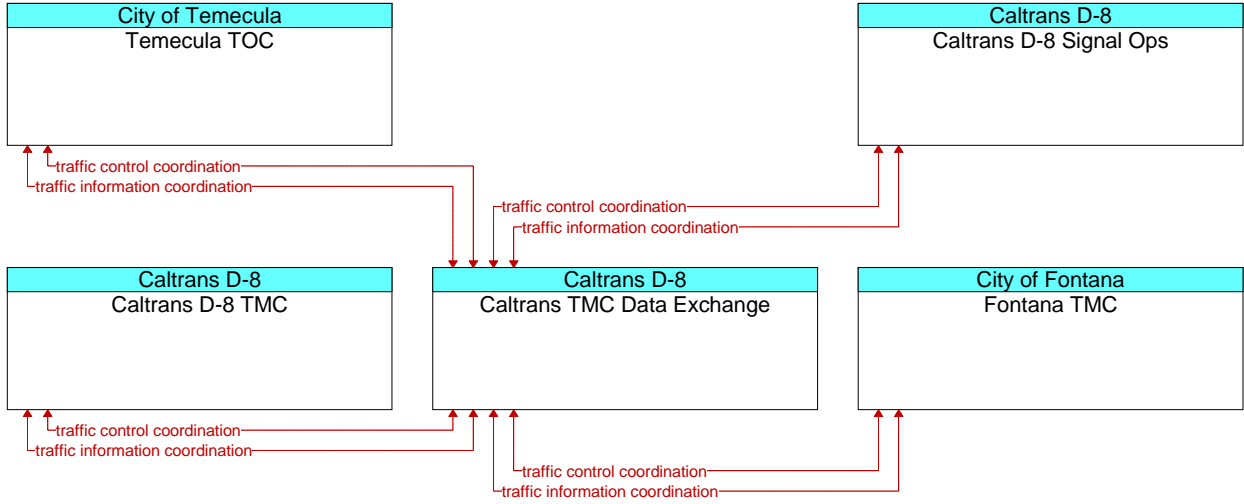 City of Temecula
Temecula TOC
Caltrans D-8
Caltrans D-8 Signal Ops
traffic control coordination
traffic information coordination
traffic control coordination
traffic information coordination
Caltrans D-8
Caltrans D-8 TMC
Caltrans D-8
Caltrans TMC Data Exchange
City of Fontana
Fontana TMC
traffic control coordination
traffic information coordination
traffic control coordination
traffic information coordination